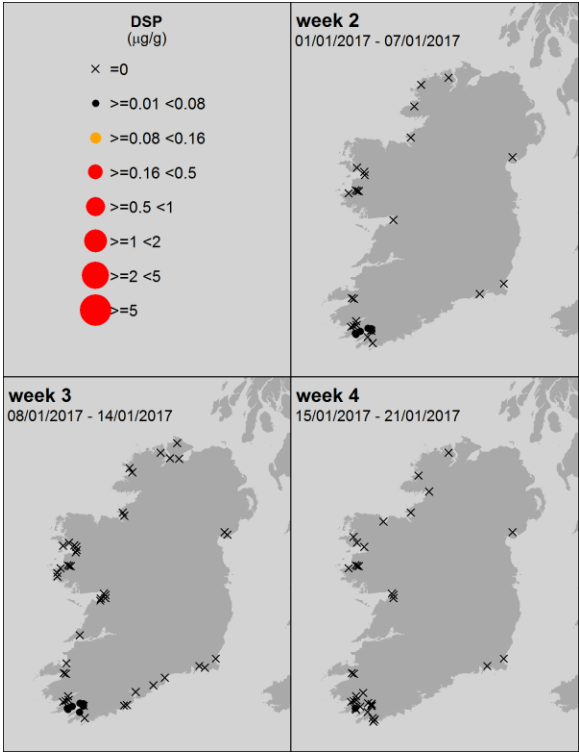 DSP
(µg/g)
=0
>=0.01 <0.08
>=0.08 <0.16
>=0.16 <0.5
>=0.5 <1
>=1 <2
>=2 <5
>=5
week 2
01/01/2017 - 07/01/2017
week 3
08/01/2017 - 14/01/2017
week 4
15/01/2017 - 21/01/2017